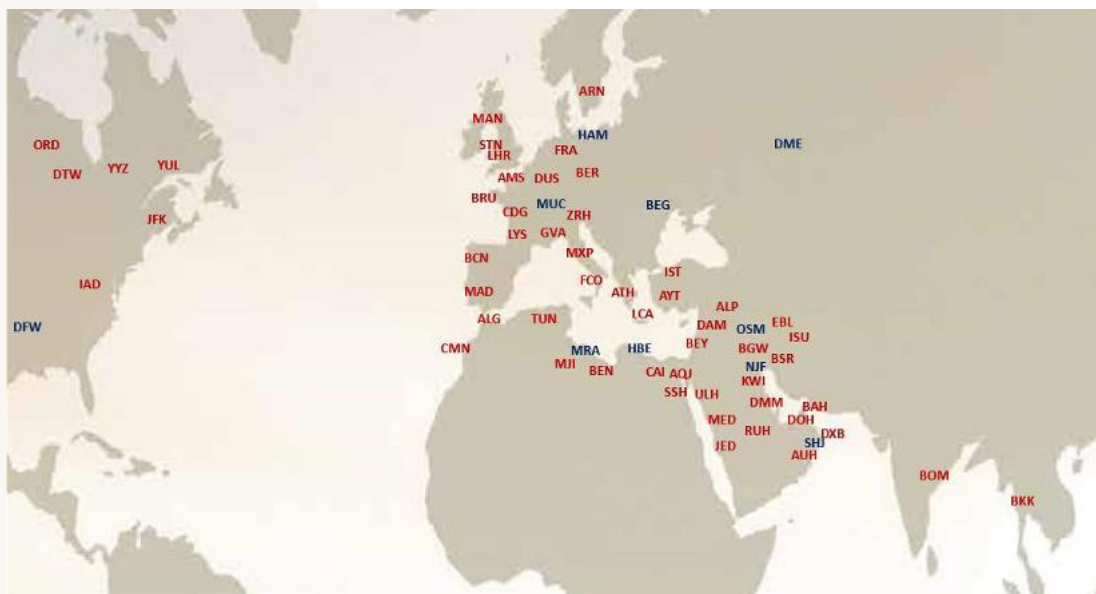 ARN
MAN
HAM
ORD
STN
DME
LHR
FRA
DTW
YYZ
YUL
AMS
DUS
BER
BRU
MUC
BEG
JFK
CDG
ZRH
LYS
GVA
BCN
MXP
IAD
FCO
IST
MAD
ATH
AYT
ALP
DFW
ALG
TUN
LCA
DAM
OSM
EBL
ISU
CMN
MRA
HBE
BEY
BGW
MJI
BEN
CAI
AQJ
NJF
BSR
SSH
ULH
KWI
MED
DMM
BAH
DOH
JED
RUH
DXB
SHJ
AUH
BOM
BKK